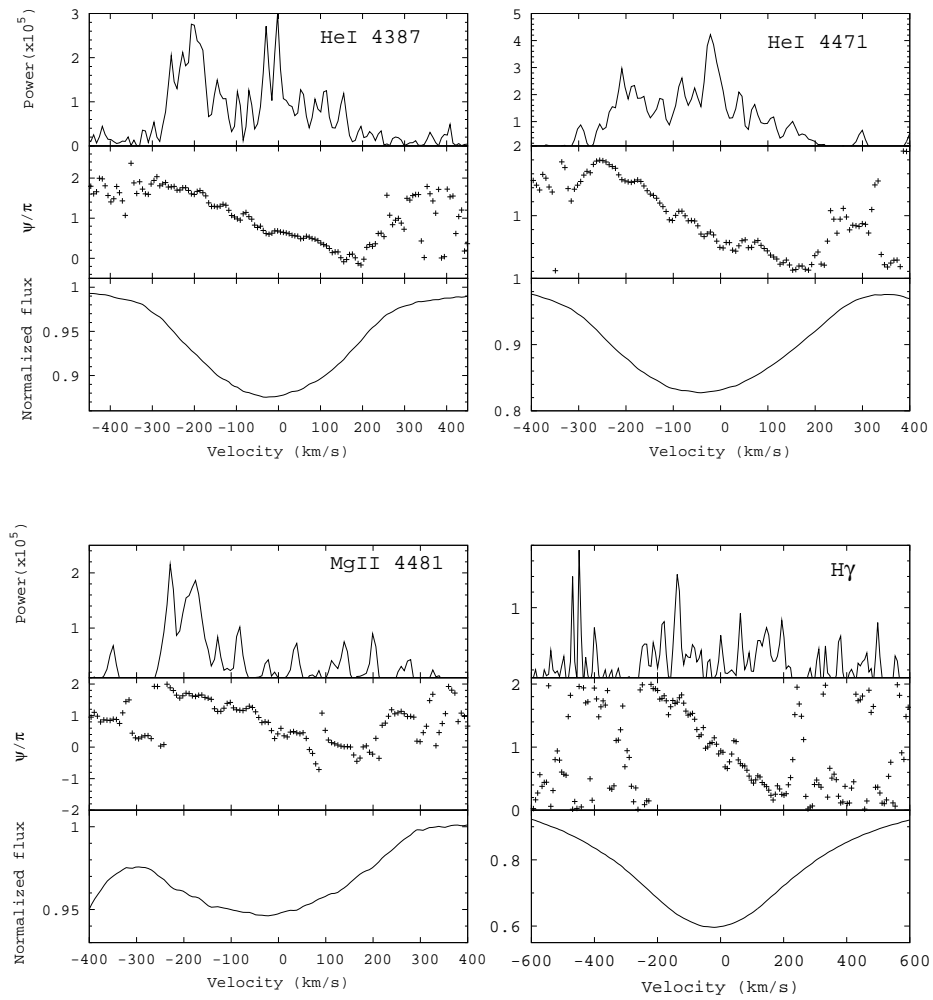 Power(x10⁵)
3
2
1
0
HeI 4387
ψ/π
2
1
0
Normalized flux
1
0.95
0.9
-400 -300 -200 -100 0 100 200 300 400
Velocity (km/s)
5
4
3
2
1
HeI 4471
2
1
1
0.9
0.8
-400 -300 -200 -100 0 100 200 300 400
Velocity (km/s)
Power(x10⁵)
2
1
MgII 4481
ψ/π
2
1
0
-1
-2
Normalized flux
1
0.95
-400 -300 -200 -100 0 100 200 300 400
Velocity (km/s)
1
Hγ
2
1
0
0.8
0.6
-600 -400 -200 0 200 400 600
Velocity (km/s)